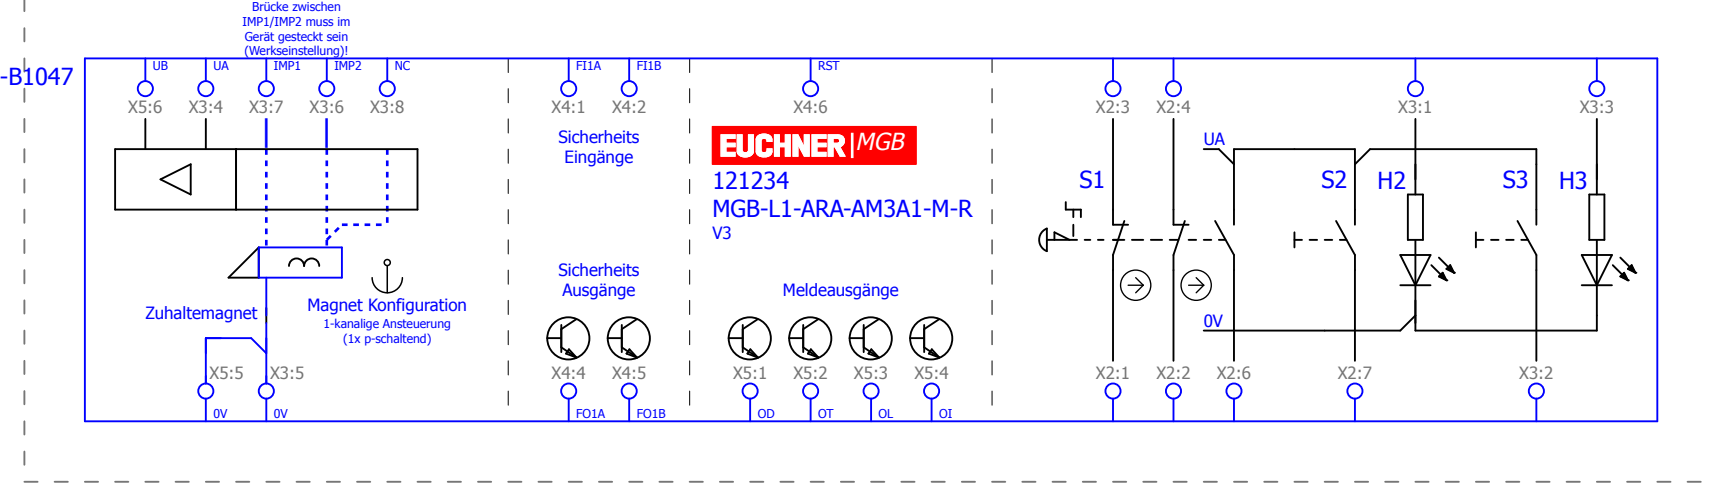 Brücke zwischen
IMP1/IMP2 muss im
Gerät gesteckt sein
(Werkseinstellung)!
-B1047
UB UA IMP1 IMP2 NC FI1A FI1B RST
X5:6 X3:4 X3:7 X3:6 X3:8 X4:1 X4:2 X4:6 X2:3 X2:4 X3:1 X3:3
Sicherheits
Eingänge
EUCHNER|MGB
121234
MGB-L1-ARA-AM3A1-M-R
V3
UA
S1 S2 H2 S3 H3
Sicherheits
Ausgänge
Meldeausgänge
Zuhaltemagnet
Magnet Konfiguration
1-kanalige Ansteuerung
(1x p-schaltend)
0V
X5:5 X3:5 X4:4 X4:5 X5:1 X5:2 X5:3 X5:4 X2:1 X2:2 X2:6 X2:7 X3:2
0V 0V FO1A FO1B OD OT OL OI